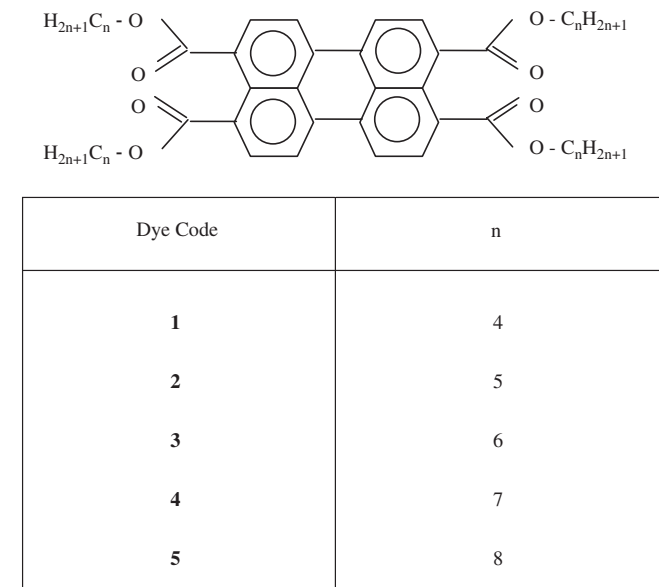 H₂ₙ₊₁Cₙ - O O - CₙH₂ₙ₊₁
O O
O O
H₂ₙ₊₁Cₙ - O O - CₙH₂ₙ₊₁
Dye Code n
1 4
2 5
3 6
4 7
5 8